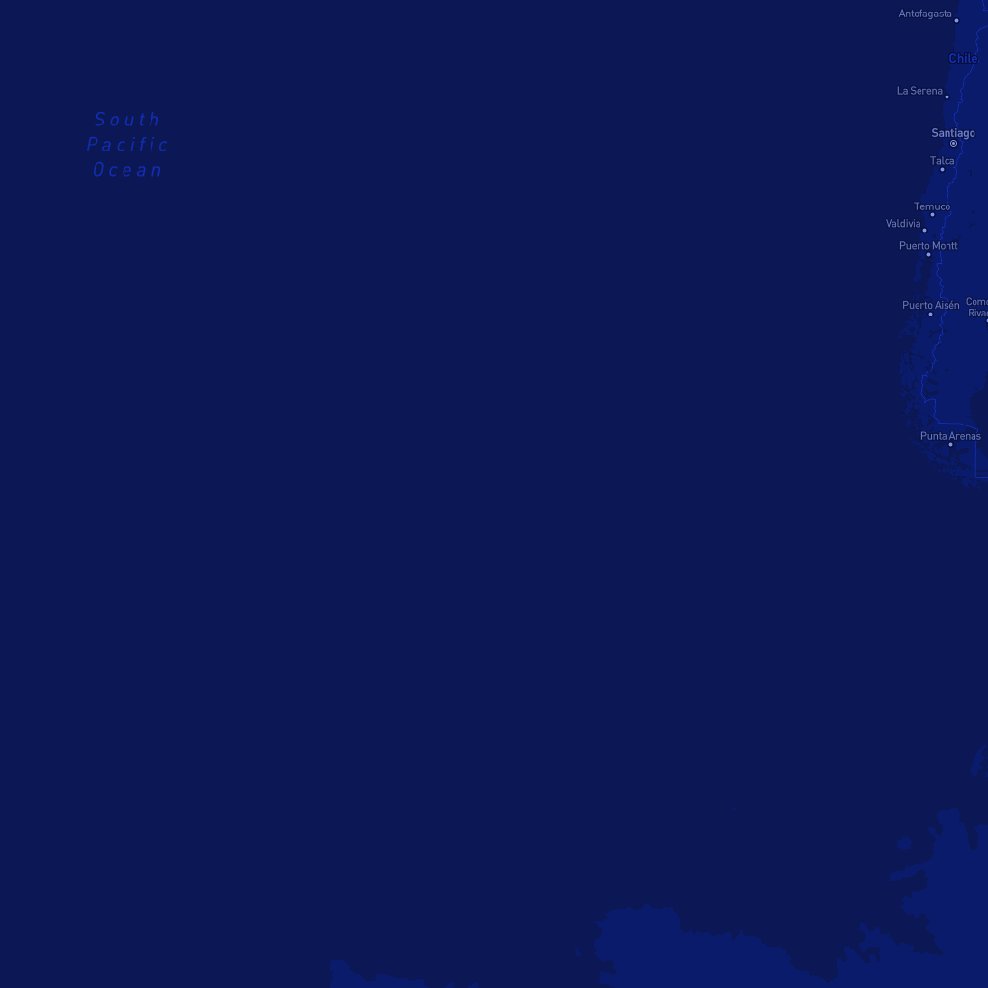 Antofagasta
Chile
La Serena
South
Pacific
Ocean
Santiago
Talca
Temuco
Valdivia
Puerto Montt
Puerto Aisén
Punta Arenas